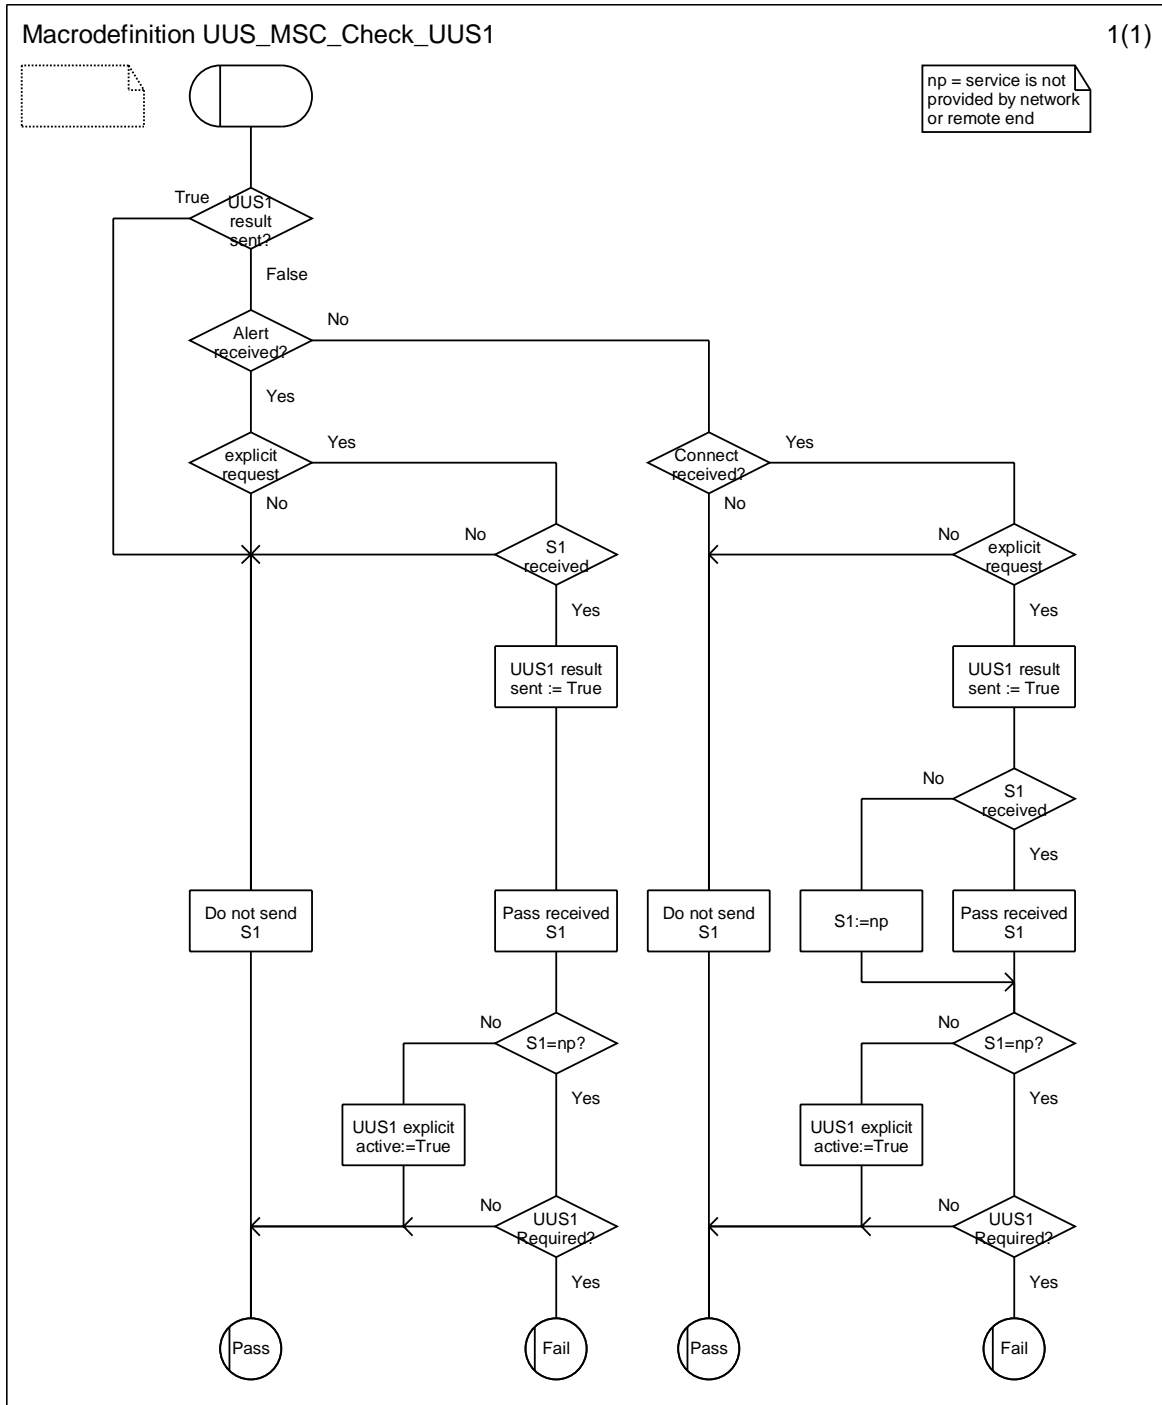 Macrodefinition UUS_MSC_Check_UUS1
1(1)
np = service is not
provided by network
or remote end
True
UUS1
result
sent?
False
Alert
received?
No
Yes
explicit
request
Yes
No
Connect
received?
Yes
No
No
S1
received
Yes
No
explicit
request
Yes
UUS1 result
sent := True
UUS1 result
sent := True
No
S1
received
Yes
Do not send
S1
Pass received
S1
Do not send
S1
S1:=np
Pass received
S1
No
S1=np?
Yes
No
S1=np?
Yes
UUS1 explicit
active:=True
UUS1 explicit
active:=True
No
UUS1
Required?
Yes
No
UUS1
Required?
Yes
Pass
Fail
Pass
Fail